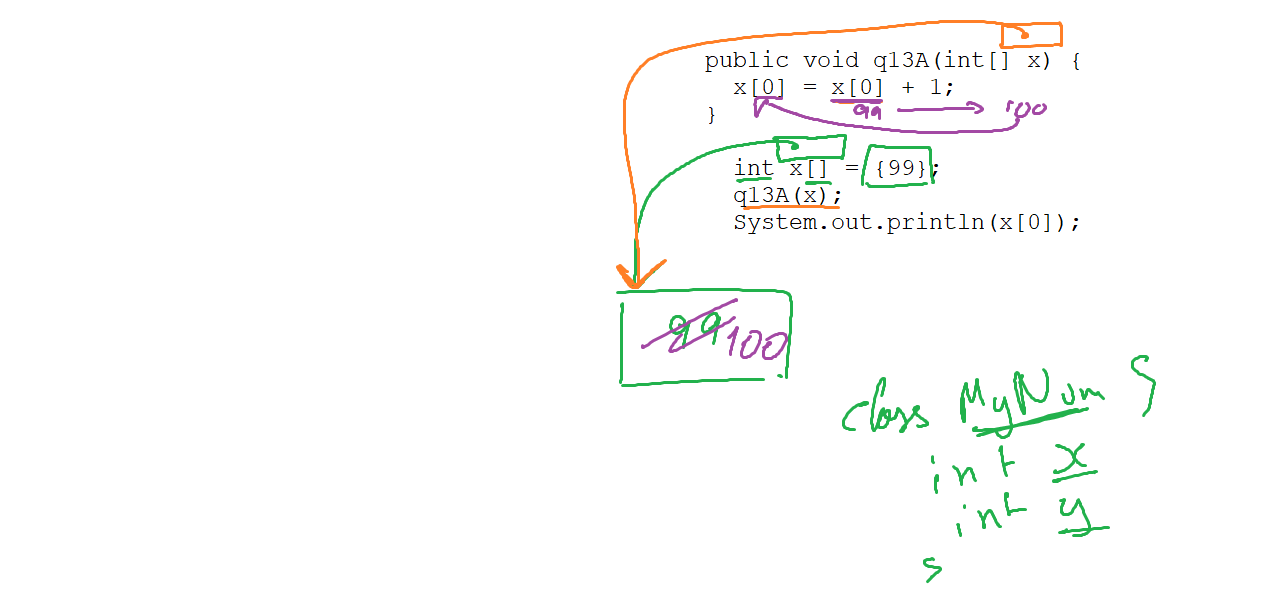 public void q13A(int[] x) {
x[0] = x[0] + 1;
99 100
}
int x[] = {99};
q13A(x);
System.out.println(x[0]);
99 100
class MyNum {
int x
int y
}